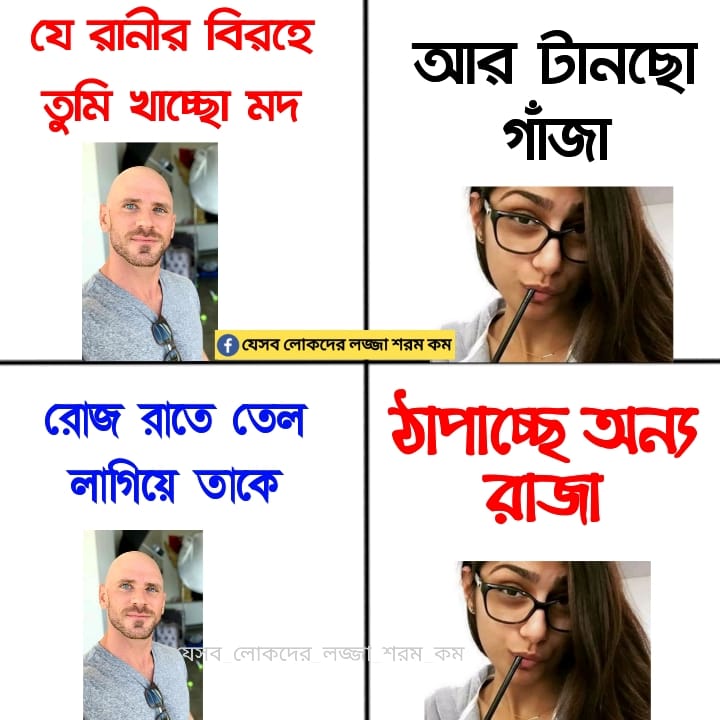 যে রানীর বিরহে
তুমি খাচ্ছো মদ
আর টানছো
গাঁজা
যেসব লোকদের লজ্জা শরম কম
রোজ রাতে তেল
লাগিয়ে তাকে
ঠাপাচ্ছে অন্য
রাজা
যেসব_লোকদের_লজ্জা_শরম_কম